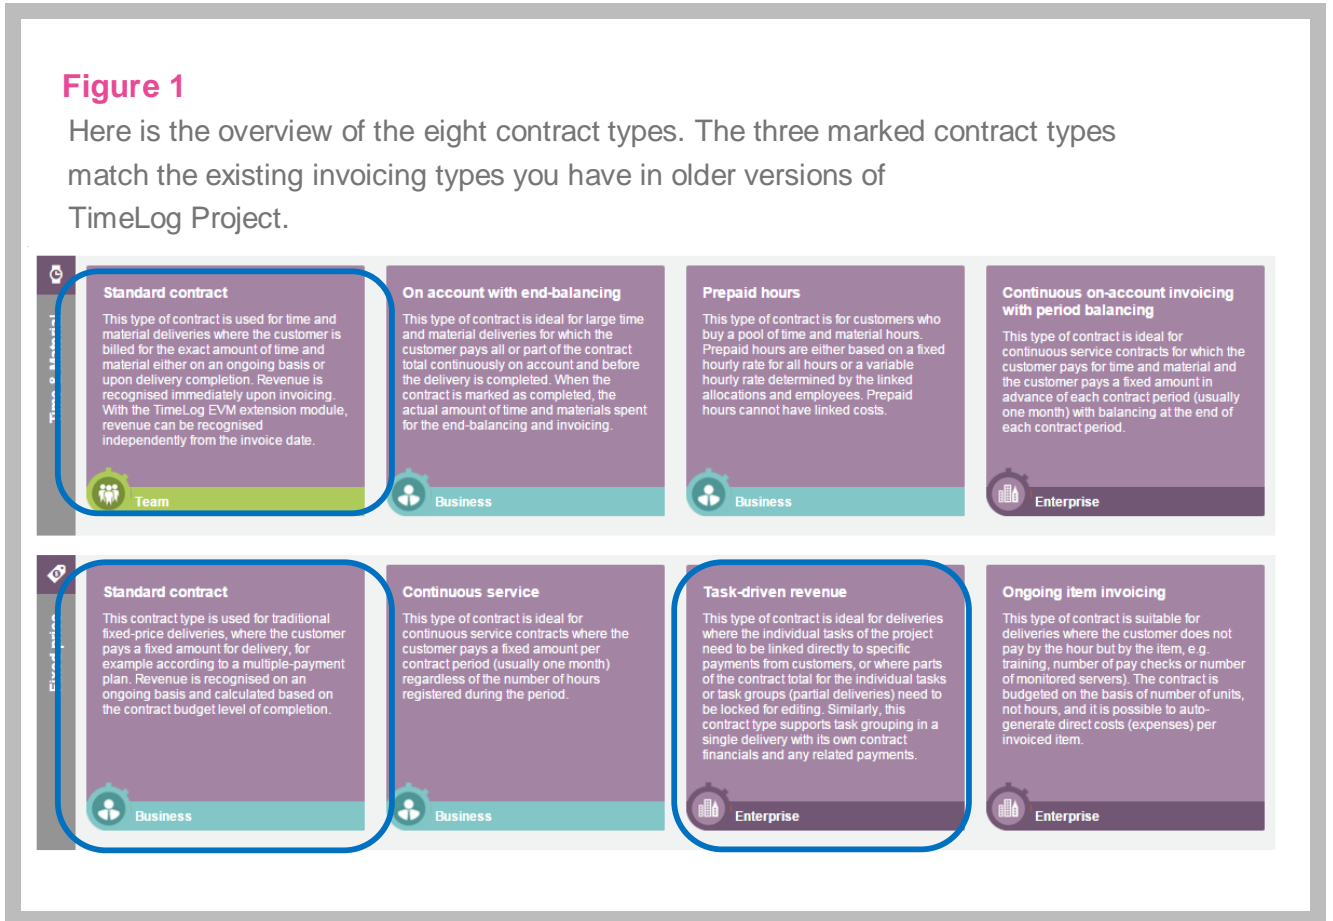 Figure 1
Here is the overview of the eight contract types. The three marked contract types
match the existing invoicing types you have in older versions of
TimeLog Project.
Time & Material
Standard contract
This type of contract is used for time and
material deliveries where the customer is
billed for the exact amount of time and
material either on an ongoing basis or
upon delivery completion. Revenue is
recognised immediately upon invoicing.
With the TimeLog EVM extension module,
revenue can be recognised
independently from the invoice date.
Team
On account with end-balancing
This type of contract is ideal for large time
and material deliveries for which the
customer pays all or part of the contract
total continuously on account and before
the delivery is completed. When the
contract is marked as completed, the
actual amount of time and materials spent
for the end-balancing and invoicing.
Business
Prepaid hours
This type of contract is for customers who
buy a pool of time and material hours.
Prepaid hours are either based on a fixed
hourly rate for all hours or a variable
hourly rate determined by the linked
allocations and employees. Prepaid
hours cannot have linked costs.
Business
Continuous on-account invoicing
with period balancing
This type of contract is ideal for
continuous service contracts for which the
customer pays for time and material and
the customer pays a fixed amount in
advance of each contract period (usually
one month) with balancing at the end of
each contract period.
Enterprise
Fixed price
Standard contract
This contract type is used for traditional
fixed-price deliveries, where the customer
pays a fixed amount for delivery, for
example according to a multiple-payment
plan. Revenue is recognised on an
ongoing basis and calculated based on
the contract budget level of completion.
Business
Continuous service
This type of contract is ideal for
continuous service contracts where the
customer pays a fixed amount per
contract period (usually one month)
regardless of the number of hours
registered during the period.
Business
Task-driven revenue
This type of contract is ideal for deliveries
where the individual tasks of the project
need to be linked directly to specific
payments from customers, or where parts
of the contract total for the individual tasks
or task groups (partial deliveries) need to
be locked for editing. Similarly, this
contract type supports task grouping in a
single delivery with its own contract
financials and any related payments.
Enterprise
Ongoing item invoicing
This type of contract is suitable for
deliveries where the customer does not
pay by the hour but by the item, e.g.
training, number of pay checks or number
of monitored servers). The contract is
budgeted on the basis of number of units,
not hours, and it is possible to auto-
generate direct costs (expenses) per
invoiced item.
Enterprise